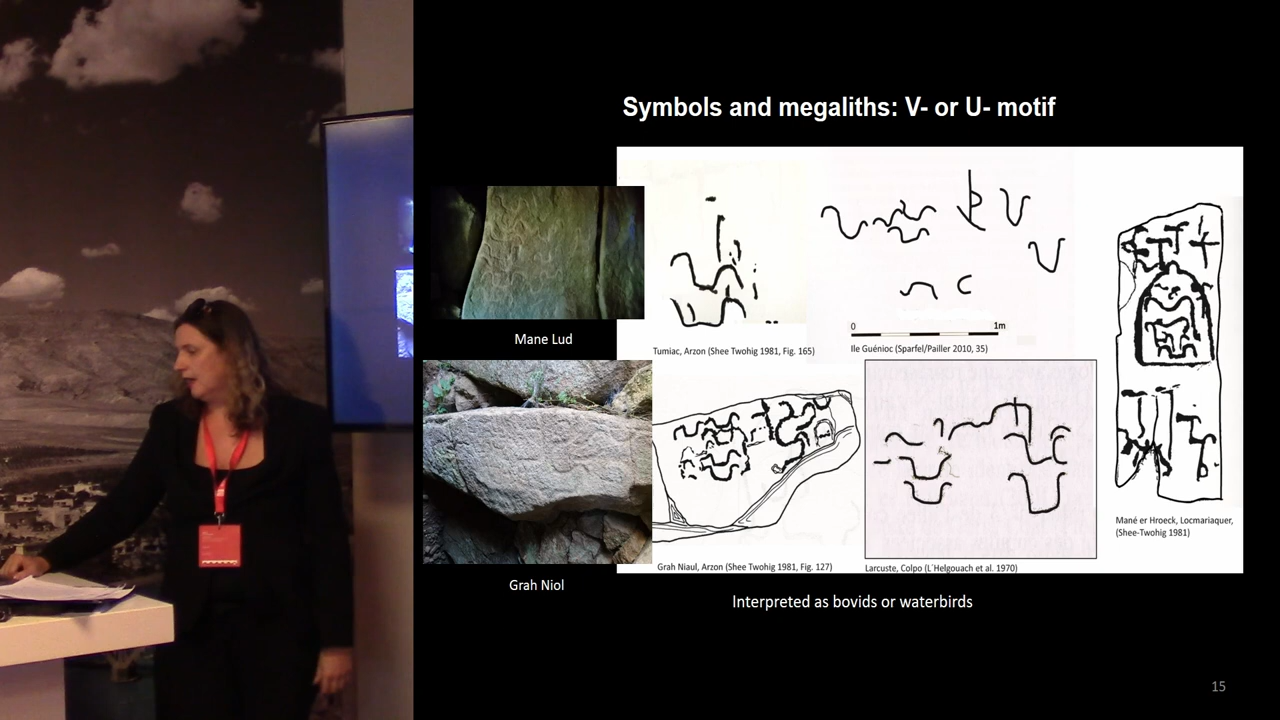 Symbols and megaliths: V- or U- motif
Mane Lud
Tumiac, Arzon (Shee Twohig 1981, Fig. 165)
0 1m
Ile Guénioc (Sparfel/Pailler 2010, 35)
Mané er Hroeck, Locmariaquer,
(Shee-Twohig 1981)
Grah Niaul, Arzon (Shee Twohig 1981, Fig. 127)
Larcuste, Colpo (L´Helgouach et al. 1970)
Grah Niol
Interpreted as bovids or waterbirds
15